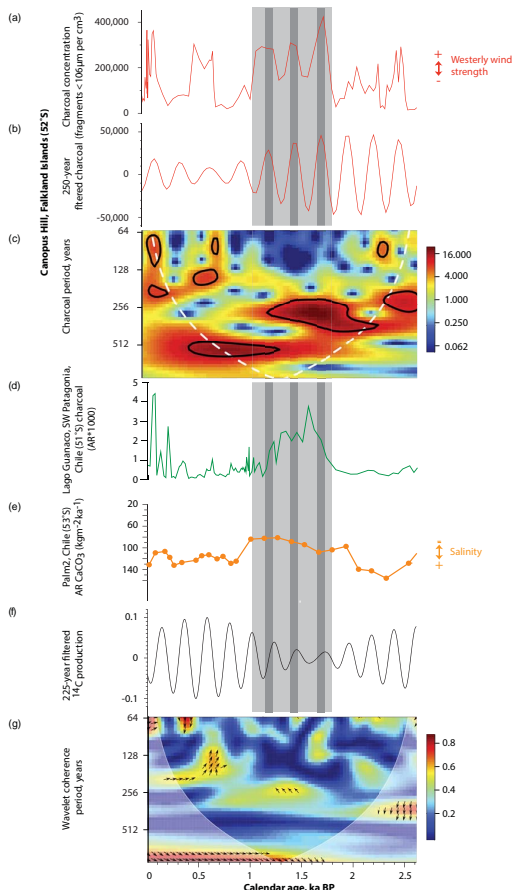 Canopus Hill, Falkland Islands (52˚S)
(a)
Charcoal concentration
(fragments <106μm per cm3)
400,000
200,000
0
+
-
Westerly wind
strength
(b)
250-year
filtered charcoal
50,000
0
-50,000
(c)
Charcoal period, years
64
128
256
512
16.000
4.000
1.000
0.250
0.062
(d)
Lago Guanaco, SW Patagonia,
Chile (51˚S) charcoal
(AR*1000)
5
4
3
2
1
0
(e)
Palm2, Chile (53˚S)
AR CaCO3 (kgm-2ka-1)
20
60
100
140
-
+
Salinity
(f)
225-year filtered
14C production
0.1
0
-0.1
(g)
Wavelet coherence
period, years
64
128
256
512
0.8
0.6
0.4
0.2
0
0.5
1.0
1.5
2.0
2.5
Calendar age, ka BP